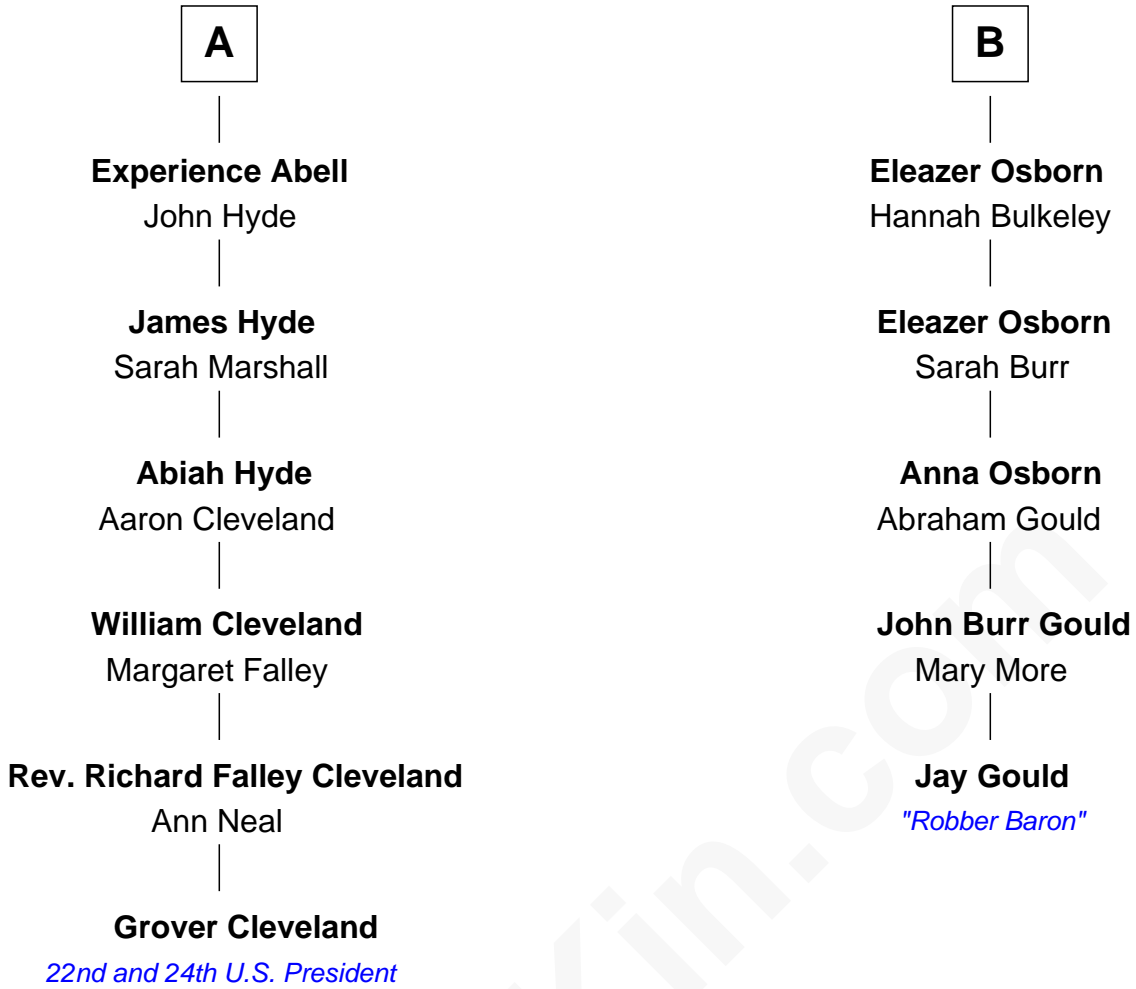 A
Experience Abell
John Hyde
James Hyde
Sarah Marshall
Abiah Hyde
Aaron Cleveland
William Cleveland
Margaret Falley
Rev. Richard Falley Cleveland
Ann Neal
Grover Cleveland
22nd and 24th U.S. President
B
Eleazer Osborn
Hannah Bulkeley
Eleazer Osborn
Sarah Burr
Anna Osborn
Abraham Gould
John Burr Gould
Mary More
Jay Gould
"Robber Baron"
Kin.com